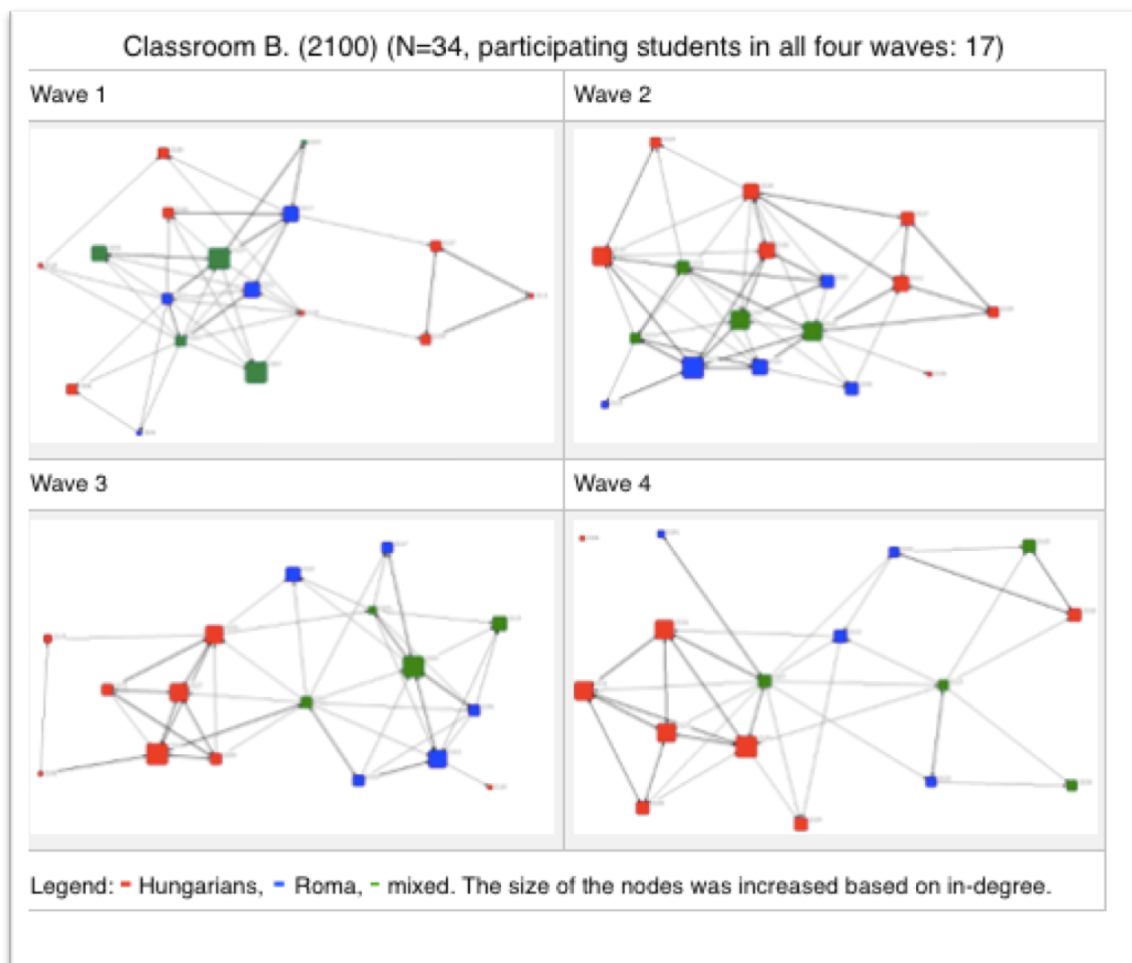 Classroom B. (2100) (N=34, participating students in all four waves: 17)
Wave 1
Wave 2
Wave 3
Wave 4
Legend: - Hungarians, - Roma, - mixed. The size of the nodes was increased based on in-degree.